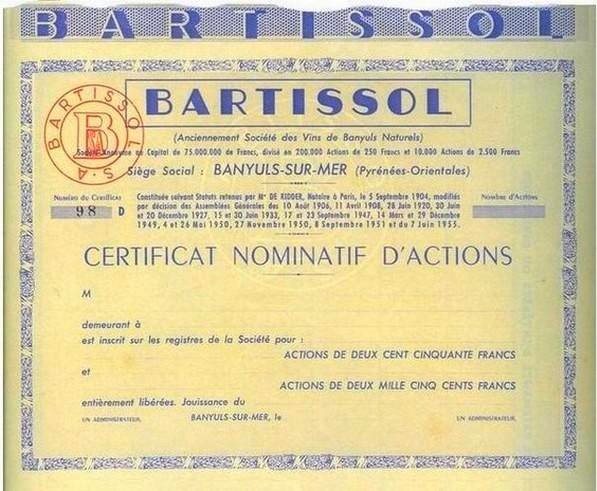 BARTISSOL
BARTISSOL S.A
B
BARTISSOL
(Anciennement Société des Vins de Banyuls Naturels)
Société Anonyme au Capital de 75.000.000 de Francs, divisé en 200.000 Actions de 250 Francs et 10.000 Actions de 2.500 Francs
Siège Social : BANYULS-SUR-MER (Pyrénées-Orientales)
Numéro du Certificat
98 D
Constituée suivant Statuts retenus par Me DE RIDDER, Notaire à Paris, le 5 Septembre 1904, modifiés
par décision des Assemblées Générales des 10 Août 1906, 11 Avril 1908, 28 Juin 1920, 30 Juin
et 20 Décembre 1927, 15 et 30 Juin 1933, 17 et 23 Septembre 1947, 14 Mars et 29 Décembre
1949, 4 et 26 Mai 1950, 27 Novembre 1950, 8 Septembre 1951 et du 7 Juin 1955.
Nombre d'Actions
CERTIFICAT NOMINATIF D'ACTIONS
M
demeurant à
est inscrit sur les registres de la Société pour :
ACTIONS DE DEUX CENT CINQUANTE FRANCS
et
ACTIONS DE DEUX MILLE CINQ CENTS FRANCS
entièrement libérées. Jouissance du
UN ADMINISTRATEUR, BANYULS-SUR-MER, le UN ADMINISTRATEUR,